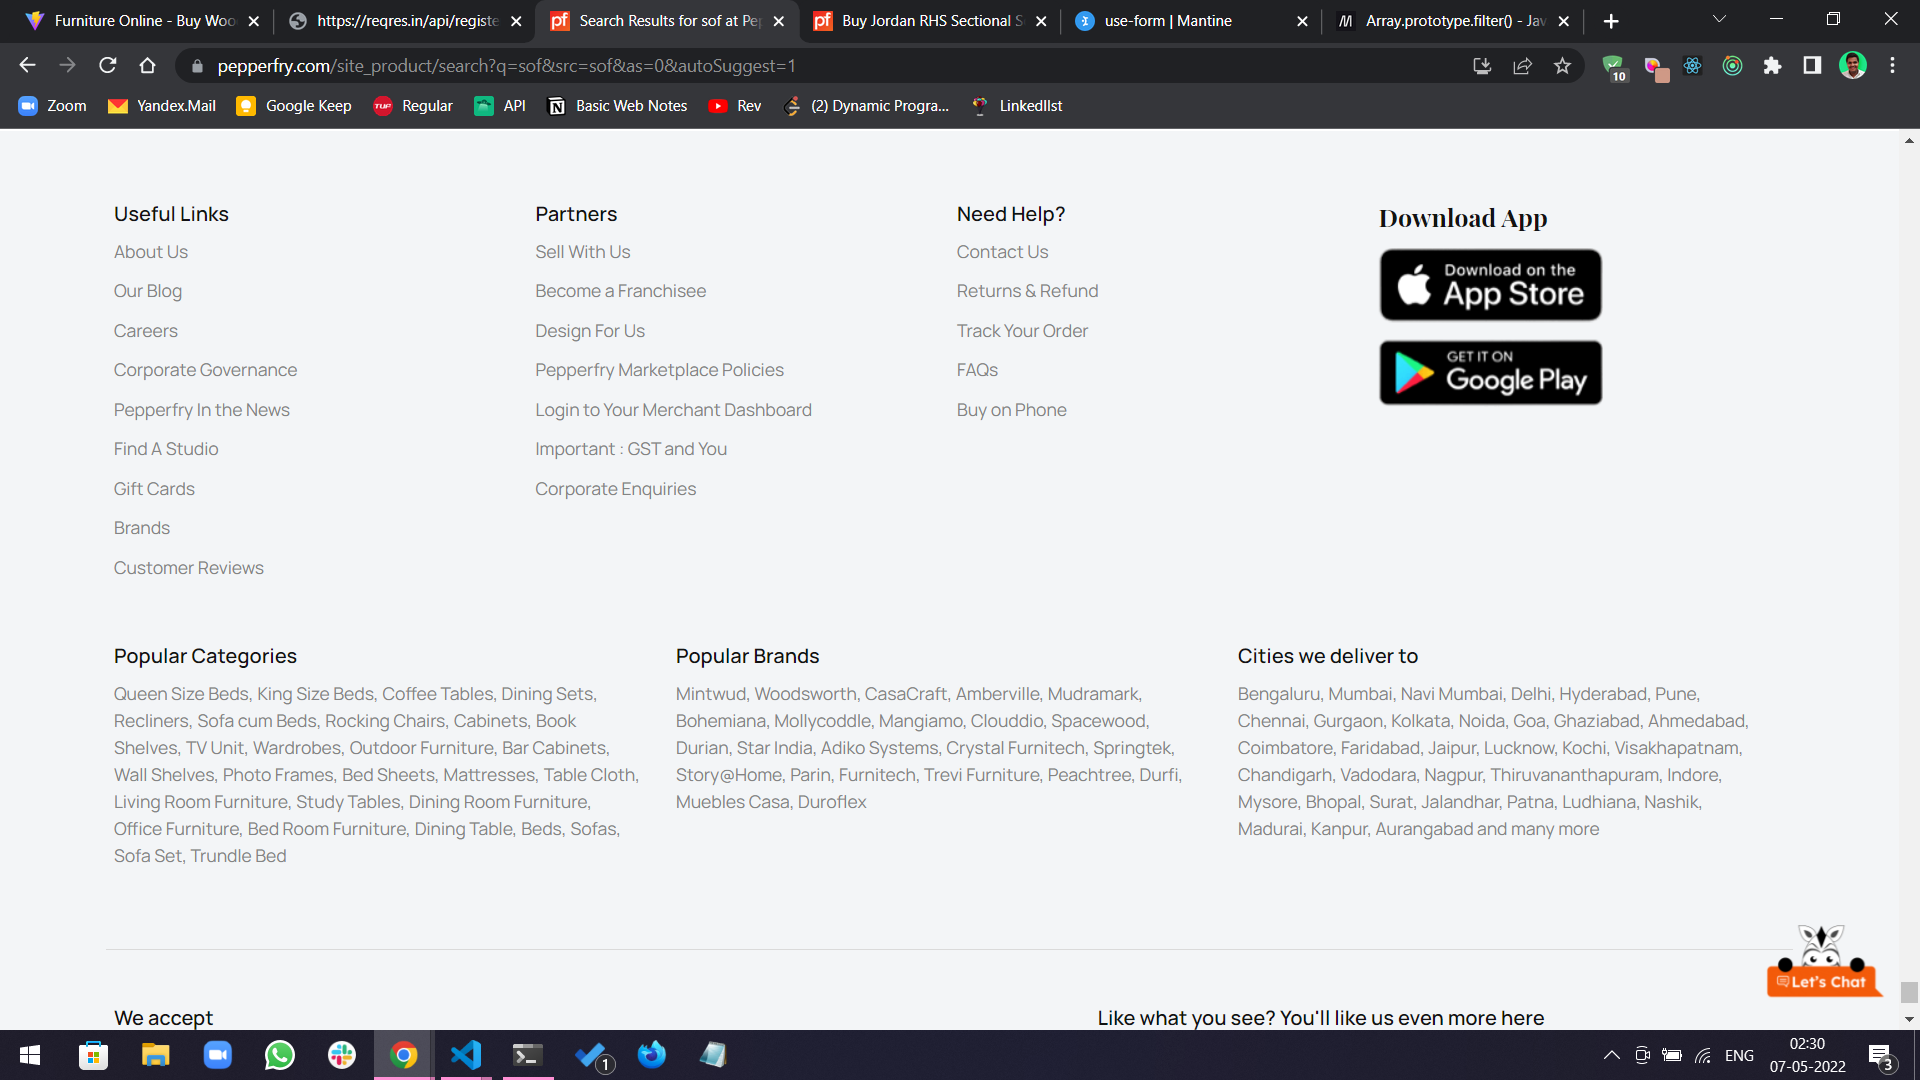 Furniture Online - Buy Woo
https://reqres.in/api/registe
Search Results for sof at Pep
Buy Jordan RHS Sectional S
use-form | Mantine
Array.prototype.filter() - Jav
pepperfry.com/site_product/search?q=sof&src=sof&as=0&autoSuggest=1
10
Zoom
Yandex.Mail
Google Keep
Regular
API
Basic Web Notes
Rev
(2) Dynamic Progra...
LinkedlIst
Useful Links
About Us
Our Blog
Careers
Corporate Governance
Pepperfry In the News
Find A Studio
Gift Cards
Brands
Customer Reviews
Partners
Sell With Us
Become a Franchisee
Design For Us
Pepperfry Marketplace Policies
Login to Your Merchant Dashboard
Important : GST and You
Corporate Enquiries
Need Help?
Contact Us
Returns & Refund
Track Your Order
FAQs
Buy on Phone
Download App
Download on the
App Store
GET IT ON
Google Play
Popular Categories
Queen Size Beds, King Size Beds, Coffee Tables, Dining Sets,
Recliners, Sofa cum Beds, Rocking Chairs, Cabinets, Book
Shelves, TV Unit, Wardrobes, Outdoor Furniture, Bar Cabinets,
Wall Shelves, Photo Frames, Bed Sheets, Mattresses, Table Cloth,
Living Room Furniture, Study Tables, Dining Room Furniture,
Office Furniture, Bed Room Furniture, Dining Table, Beds, Sofas,
Sofa Set, Trundle Bed
Popular Brands
Mintwud, Woodsworth, CasaCraft, Amberville, Mudramark,
Bohemiana, Mollycoddle, Mangiamo, Clouddio, Spacewood,
Durian, Star India, Adiko Systems, Crystal Furnitech, Springtek,
Story@Home, Parin, Furnitech, Trevi Furniture, Peachtree, Durfi,
Muebles Casa, Duroflex
Cities we deliver to
Bengaluru, Mumbai, Navi Mumbai, Delhi, Hyderabad, Pune,
Chennai, Gurgaon, Kolkata, Noida, Goa, Ghaziabad, Ahmedabad,
Coimbatore, Faridabad, Jaipur, Lucknow, Kochi, Visakhapatnam,
Chandigarh, Vadodara, Nagpur, Thiruvananthapuram, Indore,
Mysore, Bhopal, Surat, Jalandhar, Patna, Ludhiana, Nashik,
Madurai, Kanpur, Aurangabad and many more
Let's Chat
We accept
Like what you see? You'll like us even more here
1
ENG
02:30
07-05-2022
3